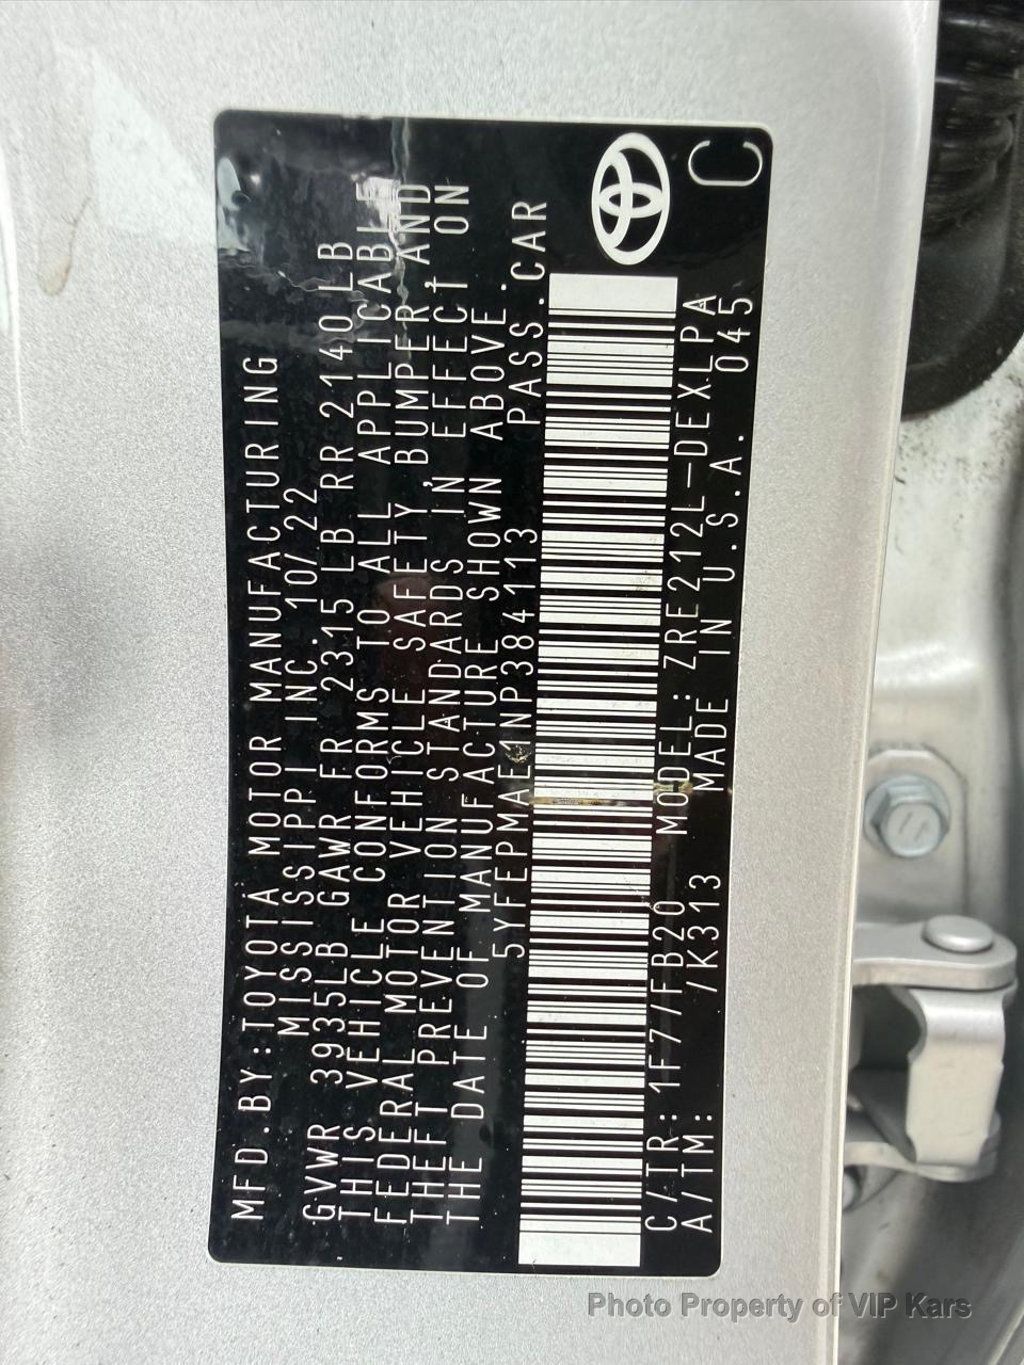 MFD.BY:TOYOTA MOTOR MANUFACTURING
MISSISSIPPI INC. 10/22
GVWR 3935LB GAWR FR 2315 LB RR 2140 LB
THIS VEHICLE CONFORMS TO ALL APPLICABLE
FEDERAL MOTOR VEHICLE SAFETY, BUMPER, AND
THEFT PREVENTION STANDARDS IN EFFECT ON
THE DATE OF MANUFACTURE SHOWN ABOVE.
5YFEPMAE1NP384113 PASS.CAR
C/TR: 1F7/FB20 MODEL: ZRE212L-DEXLPA
A/TM: /K313 MADE IN U.S.A. 045
C
Photo Property of VIP Kars